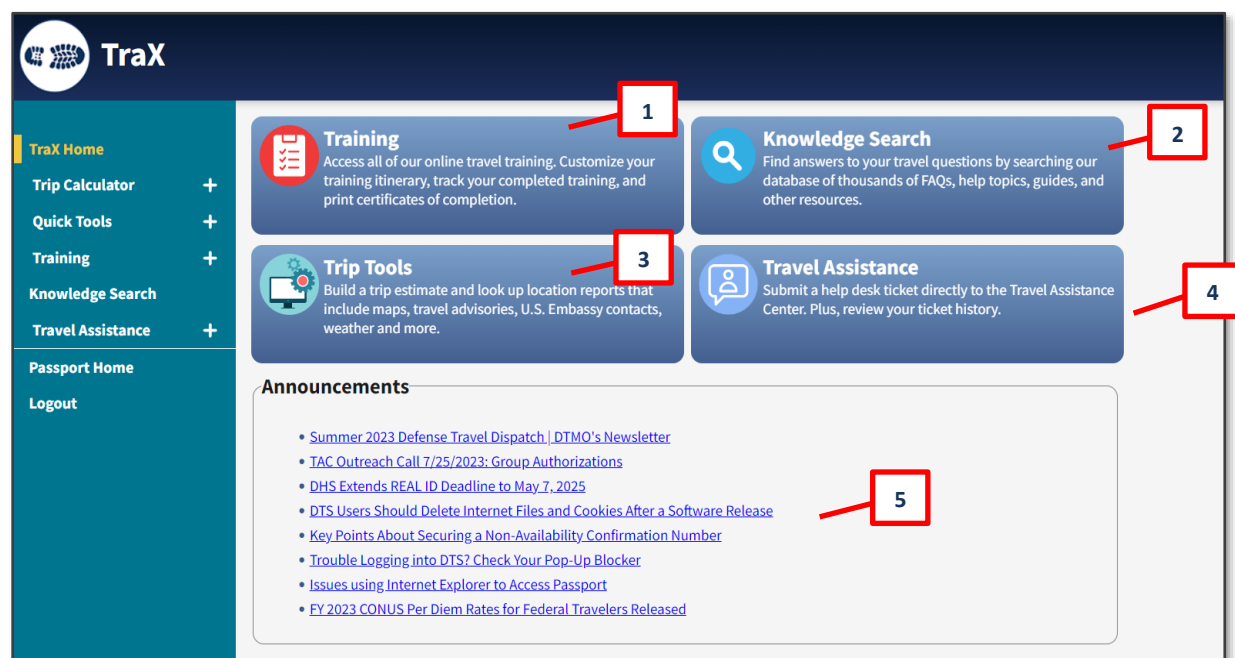 TraX
TraX Home
Trip Calculator +
Quick Tools +
Training +
Knowledge Search
Travel Assistance +
Passport Home
Logout
1
Training
Access all of our online travel training. Customize your
training itinerary, track your completed training, and
print certificates of completion.
2
Knowledge Search
Find answers to your travel questions by searching our
database of thousands of FAQs, help topics, guides, and
other resources.
3
Trip Tools
Build a trip estimate and look up location reports that
include maps, travel advisories, U.S. Embassy contacts,
weather and more.
4
Travel Assistance
Submit a help desk ticket directly to the Travel Assistance
Center. Plus, review your ticket history.
Announcements
• Summer 2023 Defense Travel Dispatch | DTMO's Newsletter
• TAC Outreach Call 7/25/2023: Group Authorizations
• DHS Extends REAL ID Deadline to May 7, 2025
• DTS Users Should Delete Internet Files and Cookies After a Software Release
• Key Points About Securing a Non-Availability Confirmation Number
• Trouble Logging into DTS? Check Your Pop-Up Blocker
• Issues using Internet Explorer to Access Passport
• FY 2023 CONUS Per Diem Rates for Federal Travelers Released
5